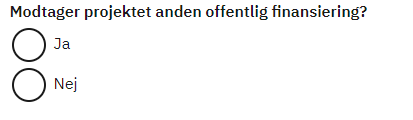 Modtager projektet anden offentlig finansiering?
Ja
Nej